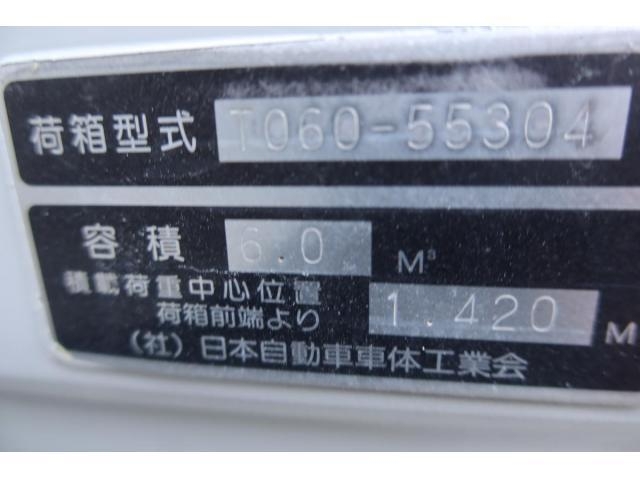 荷箱型式 T060-55304
容積 6.0 M³
積載荷重中心位置
荷箱前端より 1.420 M
(社)日本自動車車体工業会